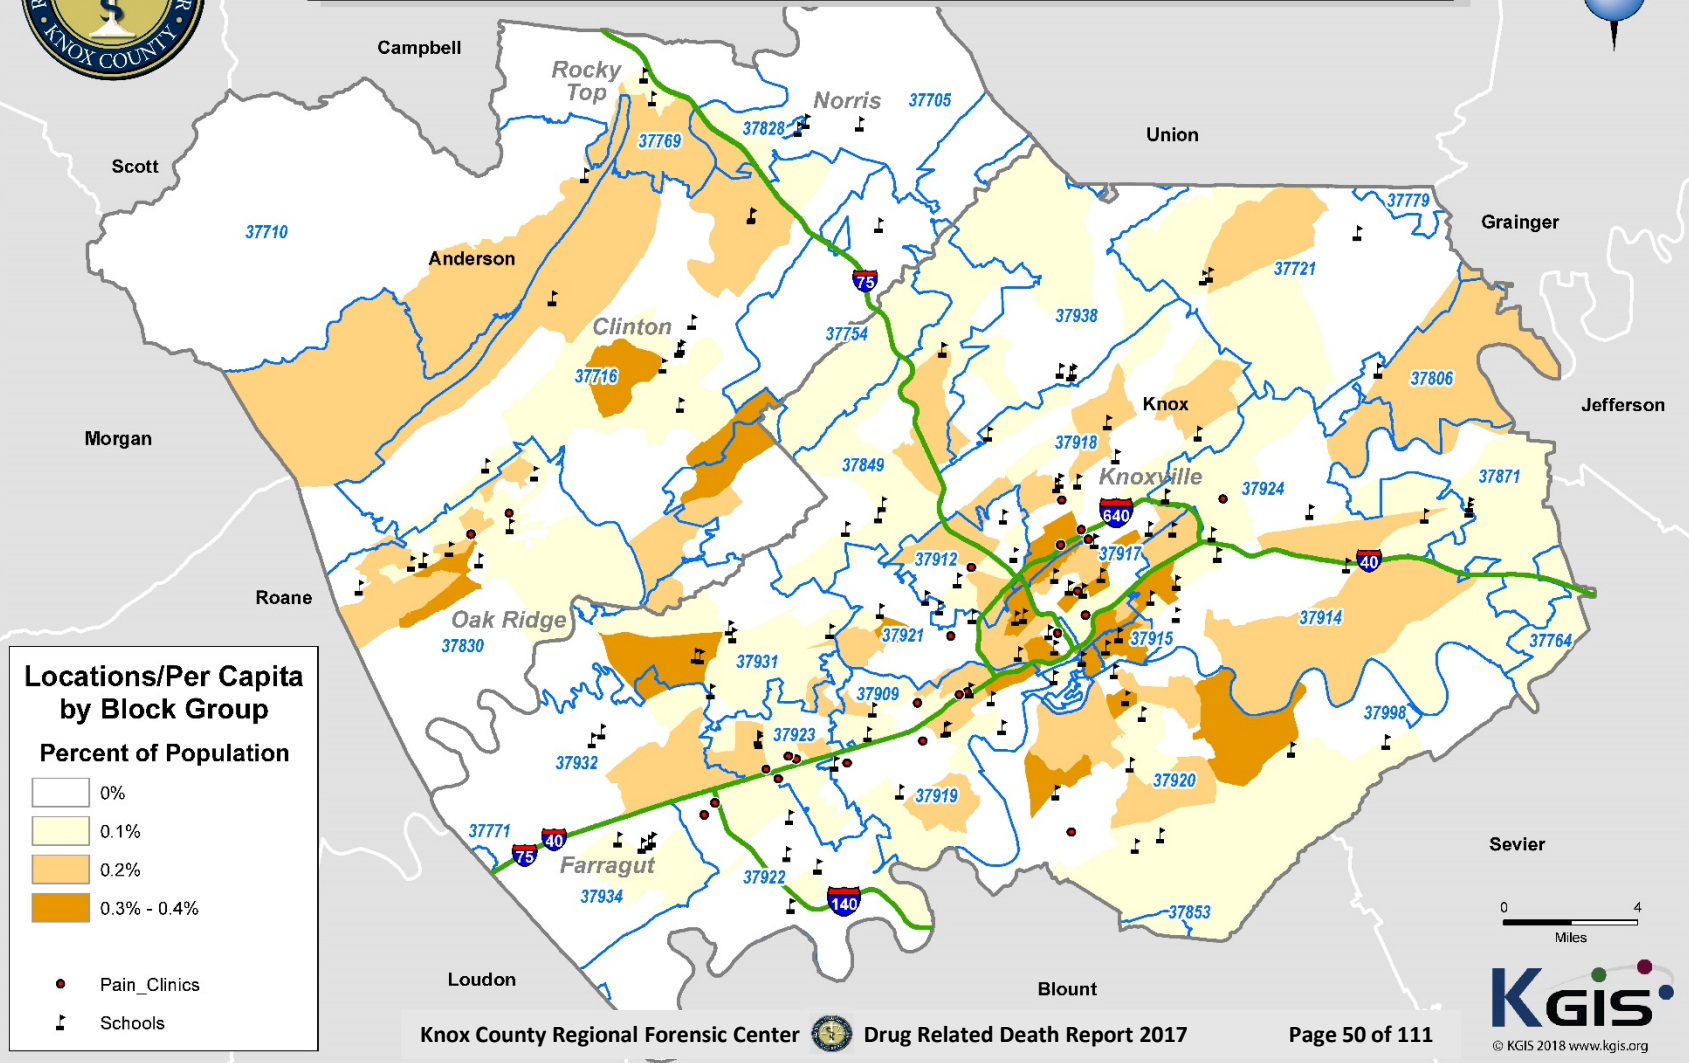 KNOX COUNTY
Campbell
Rocky
Top
Norris
37705
37828
Union
37769
Scott
37779
Grainger
37710
Anderson
37721
75
Clinton
37754
37938
37716
37806
Knox
Jefferson
Morgan
37918
37849
Knoxville
37871
37924
640
37912
37917
40
Roane
Oak Ridge
37830
37921
37915
37914
37764
37931
37909
37998
37923
37932
37920
37919
37771
40
75
Farragut
37934
37922
140
37853
Sevier
Loudon
Blount
Locations/Per Capita
by Block Group
Percent of Population
0%
0.1%
0.2%
0.3% - 0.4%
Pain_Clinics
Schools
0 4
Miles
KGIS
© KGIS 2018 www.kgis.org
Knox County Regional Forensic Center Drug Related Death Report 2017 Page 50 of 111